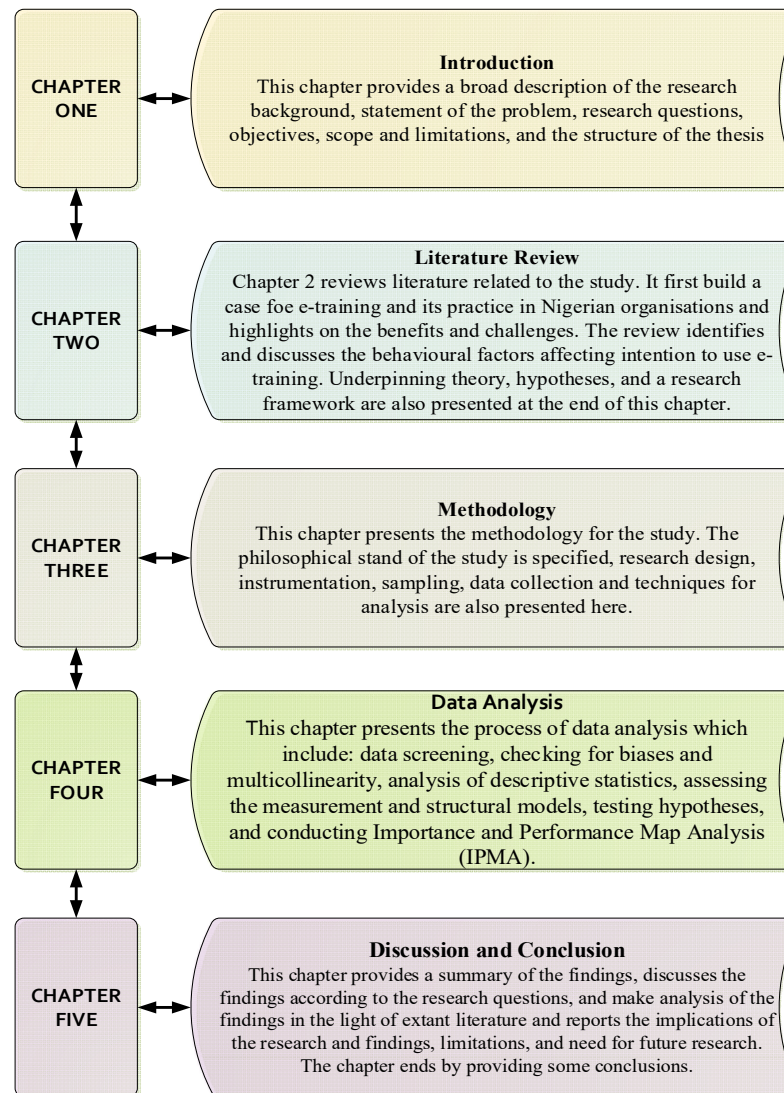 CHAPTER
ONE
Introduction
This chapter provides a broad description of the research
background, statement of the problem, research questions,
objectives, scope and limitations, and the structure of the thesis
CHAPTER
TWO
Literature Review
Chapter 2 reviews literature related to the study. It first build a
case foe e-training and its practice in Nigerian organisations and
highlights on the benefits and challenges. The review identifies
and discusses the behavioural factors affecting intention to use e-
training. Underpinning theory, hypotheses, and a research
framework are also presented at the end of this chapter.
CHAPTER
THREE
Methodology
This chapter presents the methodology for the study. The
philosophical stand of the study is specified, research design,
instrumentation, sampling, data collection and techniques for
analysis are also presented here.
CHAPTER
FOUR
Data Analysis
This chapter presents the process of data analysis which
include: data screening, checking for biases and
multicollinearity, analysis of descriptive statistics, assessing
the measurement and structural models, testing hypotheses,
and conducting Importance and Performance Map Analysis
(IPMA).
CHAPTER
FIVE
Discussion and Conclusion
This chapter provides a summary of the findings, discusses the
findings according to the research questions, and make analysis of the
findings in the light of extant literature and reports the implications of
the research and findings, limitations, and need for future research.
The chapter ends by providing some conclusions.